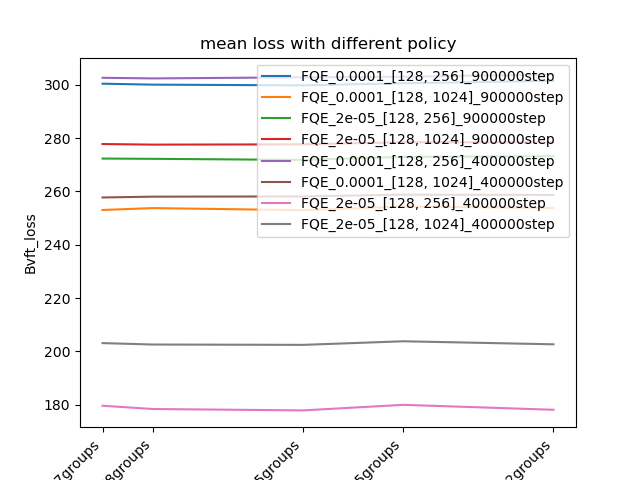 mean loss with different policy
Bvft_loss
300
280
260
240
220
200
180
FQE_0.0001_[128, 256]_900000step
FQE_0.0001_[128, 1024]_900000step
FQE_2e-05_[128, 256]_900000step
FQE_2e-05_[128, 1024]_900000step
FQE_0.0001_[128, 256]_400000step
FQE_0.0001_[128, 1024]_400000step
FQE_2e-05_[128, 256]_400000step
FQE_2e-05_[128, 1024]_400000step
7groups
8groups
5groups
5groups
2groups